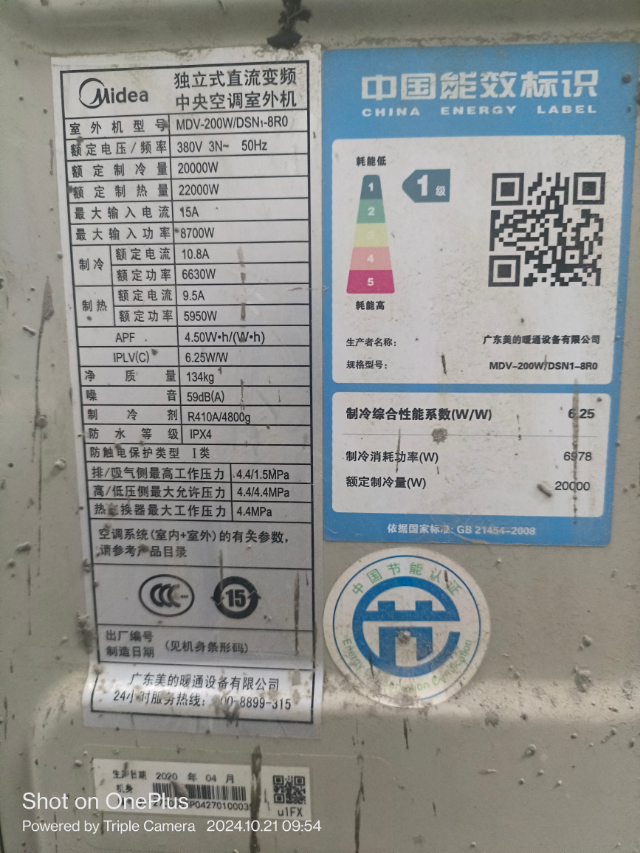 Midea
独立式直流变频
中央空调室外机
室外机型号 MDV-200W/DSN1-8R0
额定电压/频率 380V 3N~ 50Hz
额定制冷量 20000W
额定制热量 22000W
最大输入电流 15A
最大输入功率 8700W
制冷 额定电流 10.8A
额定功率 6630W
制热 额定电流 9.5A
额定功率 5950W
APF 4.50W·h/(W·h)
IPLV(C) 6.25W/W
净质量 134kg
噪音 59dB(A)
制冷剂 R410A/4800g
防水等级 IPX4
防触电保护类型 I类
排/吸气侧最高工作压力 4.4/1.5MPa
高/低压侧最大允许压力 4.4/4.4MPa
热交换器最大工作压力 4.4MPa
空调系统(室内+室外)的有关参数,
请参考产品目录
CCC 15
出厂编号
制造日期 (见机身条形码)
广东美的暖通设备有限公司
24小时服务热线: 00-8899-315
中国能效标识
CHINA ENERGY LABEL
耗能低
1 1级
2
3
4
5
耗能高
生产者名称: 广东美的暖通设备有限公司
规格型号: MDV-200W/DSN1-8R0
制冷综合性能系数(W/W) 6.25
制冷消耗功率(W) 6978
额定制冷量(W) 20000
依据国家标准: GB 21454-2008
中国节能认证
生产日期 2020 年 04 月
机身
u1FX
Shot on OnePlus
Powered by Triple Camera 2024.10.21 09:54